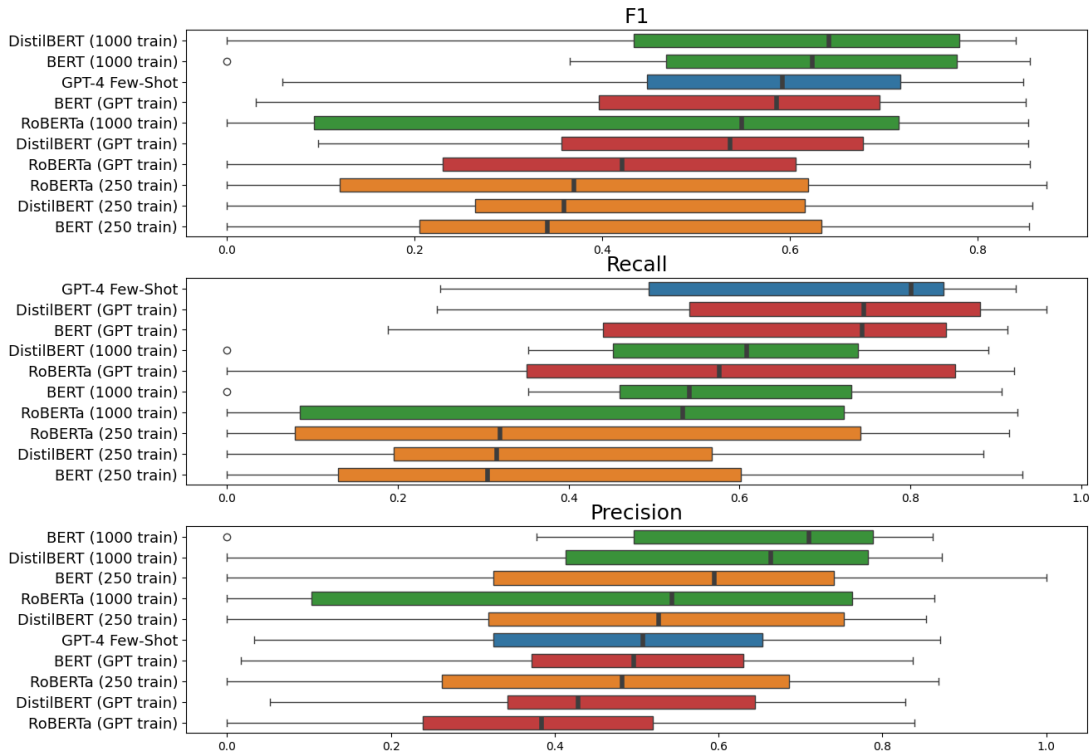 F1
DistilBERT (1000 train)
BERT (1000 train)
GPT-4 Few-Shot
BERT (GPT train)
RoBERTa (1000 train)
DistilBERT (GPT train)
RoBERTa (GPT train)
RoBERTa (250 train)
DistilBERT (250 train)
BERT (250 train)
0.0 0.2 0.4 0.6 0.8
Recall
GPT-4 Few-Shot
DistilBERT (GPT train)
BERT (GPT train)
DistilBERT (1000 train)
RoBERTa (GPT train)
BERT (1000 train)
RoBERTa (1000 train)
RoBERTa (250 train)
DistilBERT (250 train)
BERT (250 train)
0.0 0.2 0.4 0.6 0.8 1.0
Precision
BERT (1000 train)
DistilBERT (1000 train)
BERT (250 train)
RoBERTa (1000 train)
DistilBERT (250 train)
GPT-4 Few-Shot
BERT (GPT train)
RoBERTa (250 train)
DistilBERT (GPT train)
RoBERTa (GPT train)
0.0 0.2 0.4 0.6 0.8 1.0